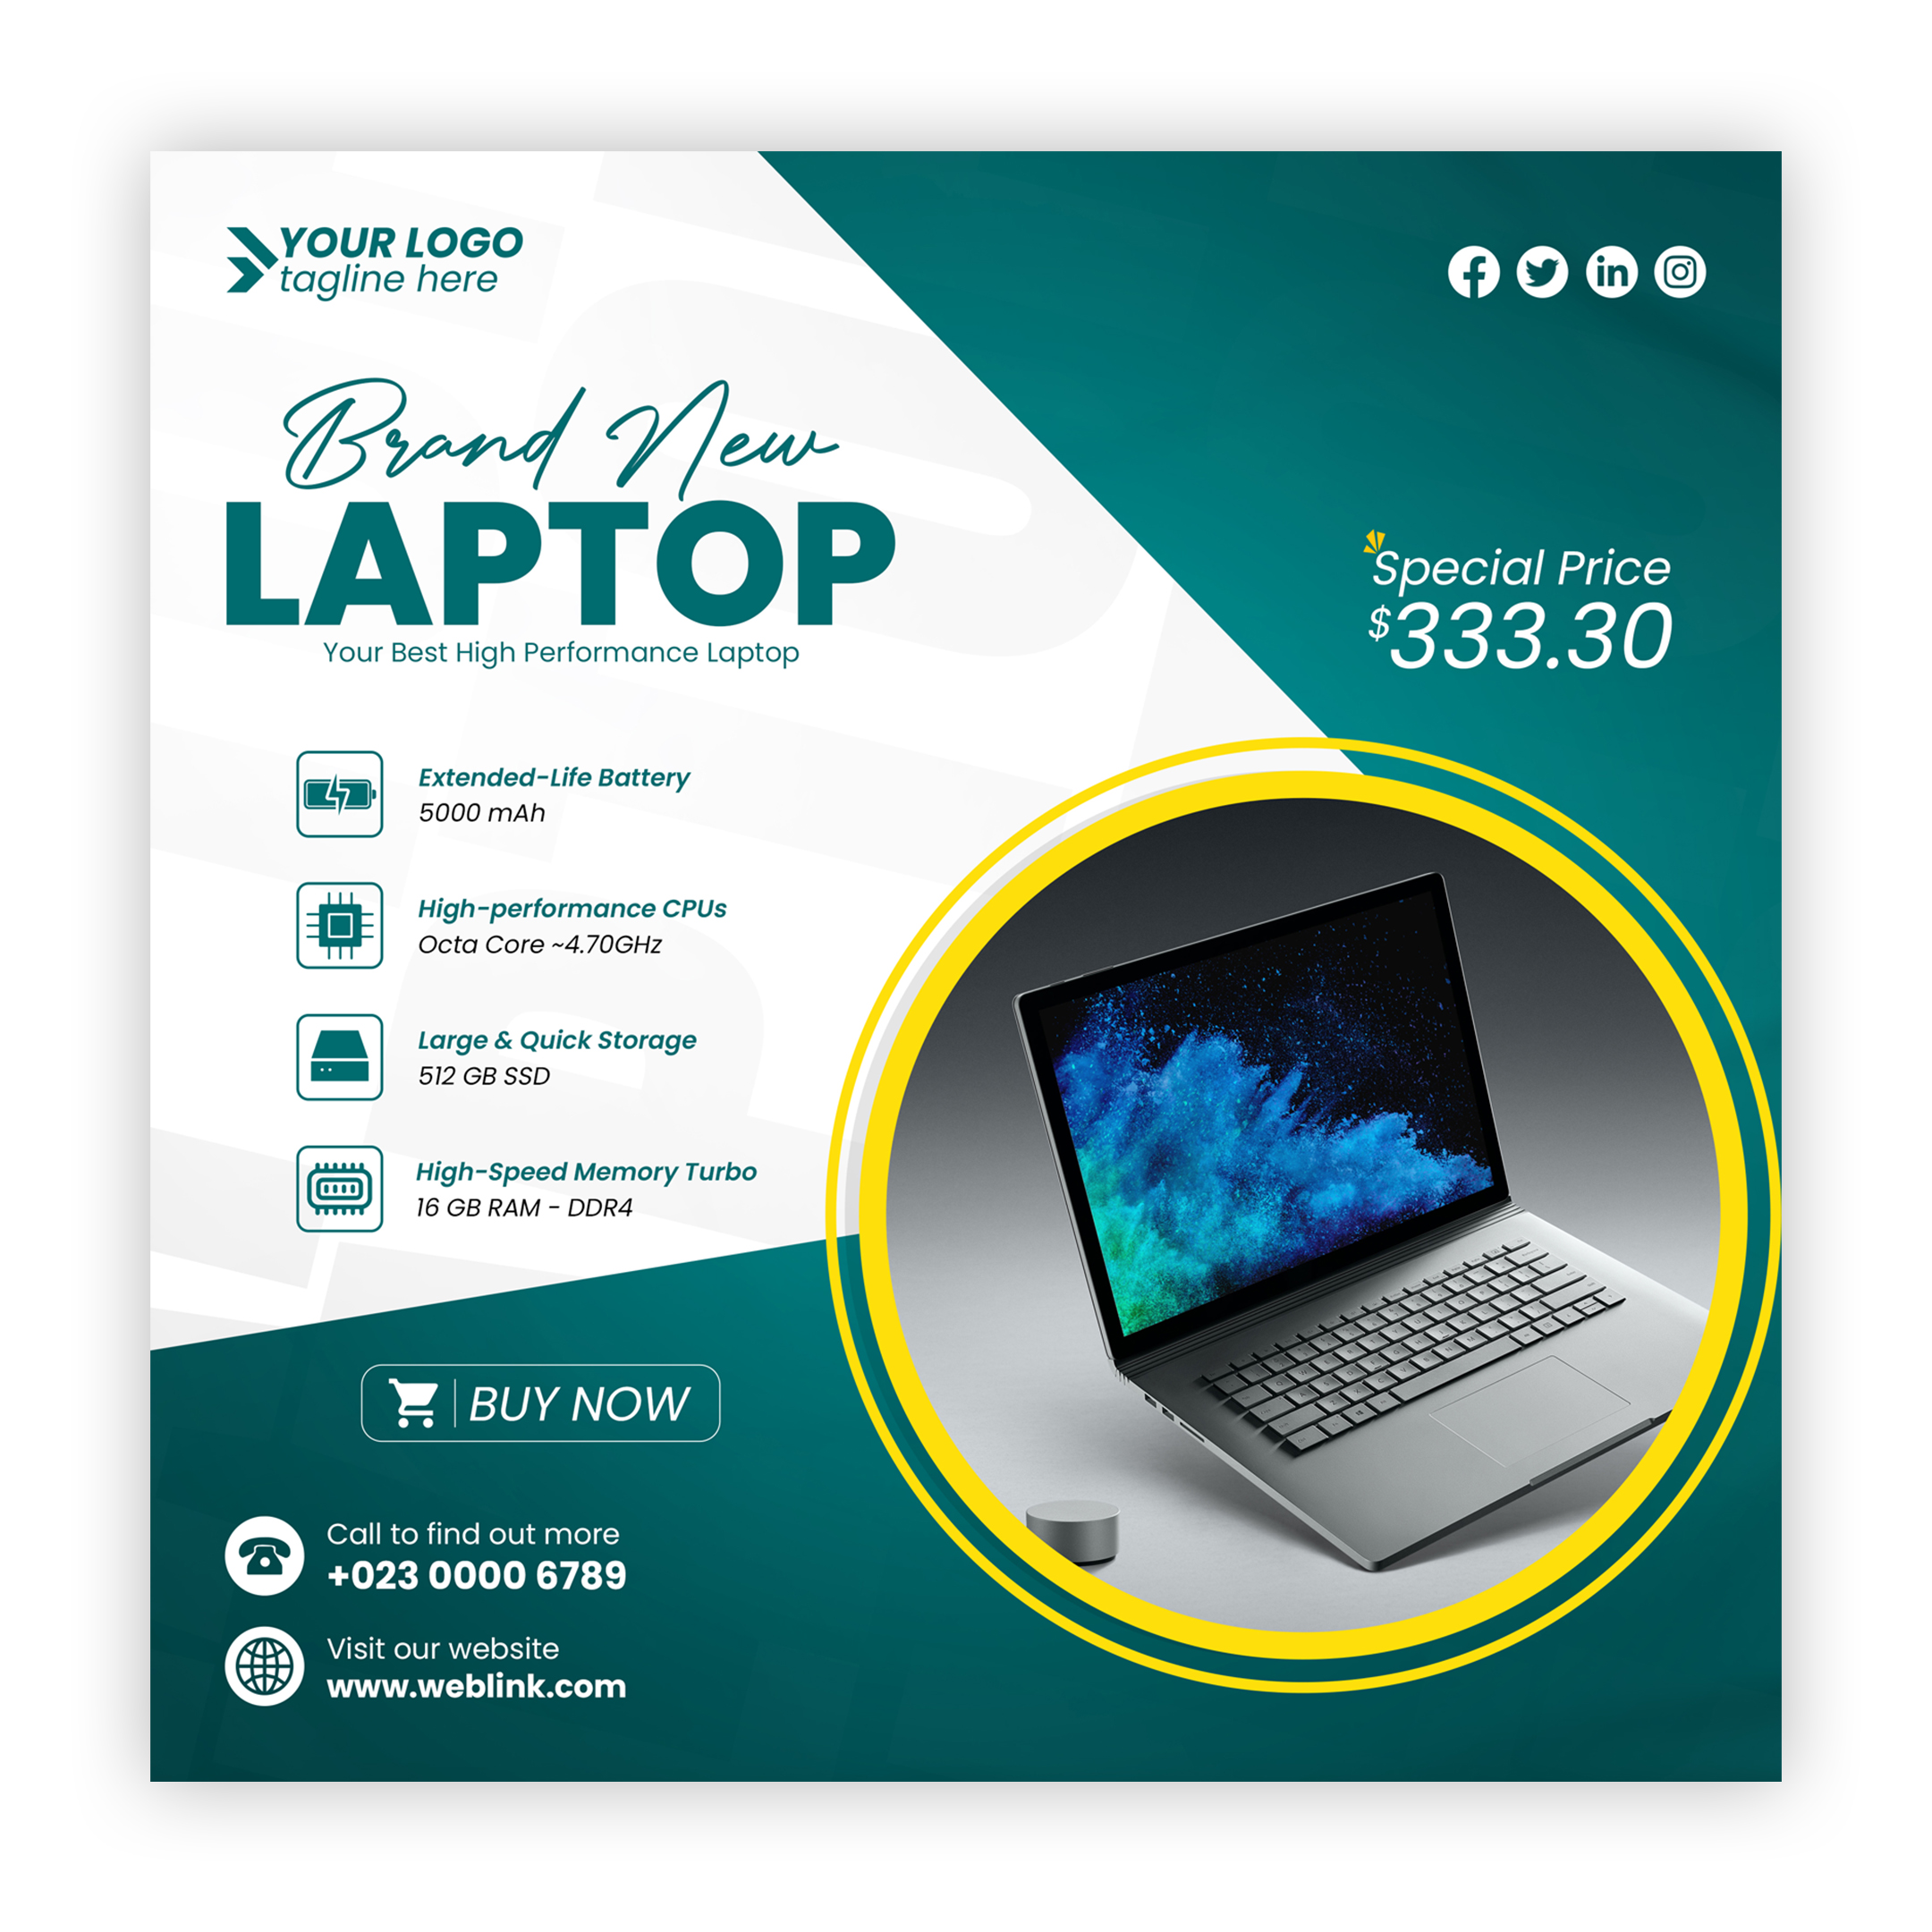 YOUR LOGO
tagline here
Brand New
LAPTOP
Your Best High Performance Laptop
Special Price
$333.30
Extended-Life Battery
5000 mAh
High-performance CPUs
Octa Core ~4.70GHz
Large & Quick Storage
512 GB SSD
High-Speed Memory Turbo
16 GB RAM - DDR4
BUY NOW
Call to find out more
+023 0000 6789
Visit our website
www.weblink.com